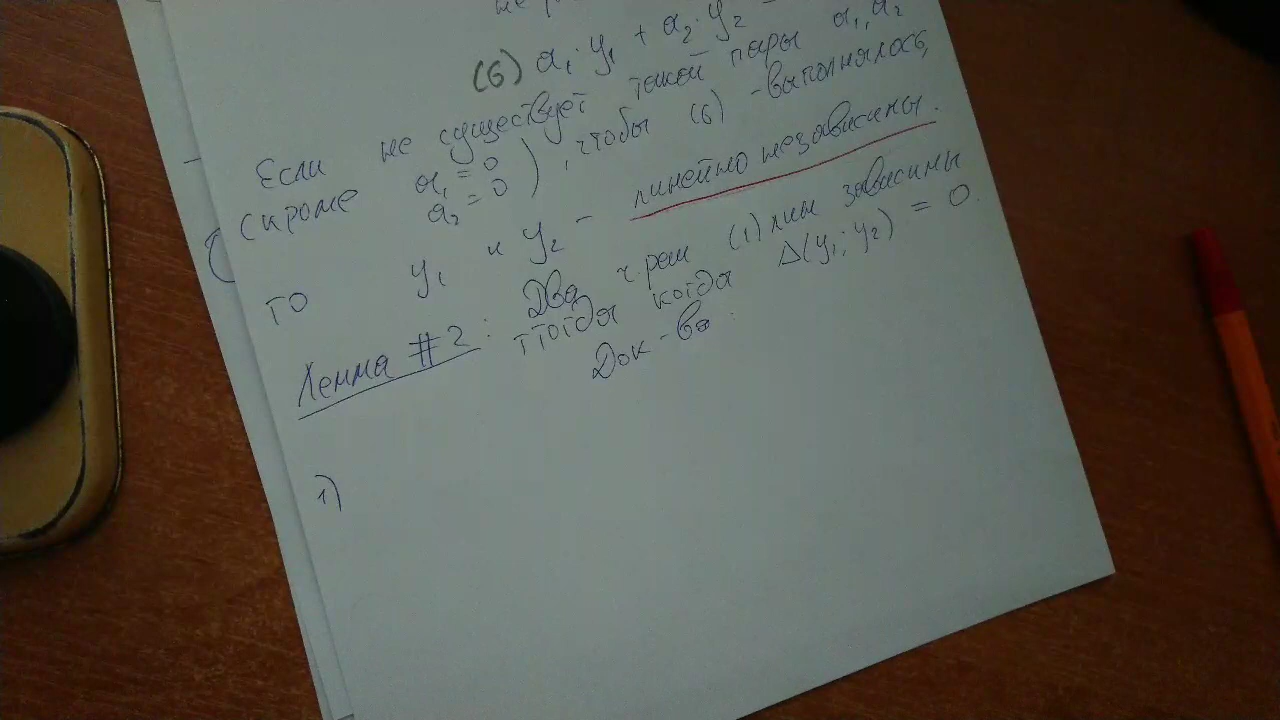 (6) α₁·y₁ + α₂·y₂
Если не существует такой пары α₁, α₂
(кроме α₁ = 0 α₂ = 0), чтобы (6) - выполнялось,
то y₁ и y₂ - линейно независимы.
Лемма #2: Два ч. реш (1) лин зависимы
ттогда когда Δ(y₁; y₂) = 0.
Док-во:
1)